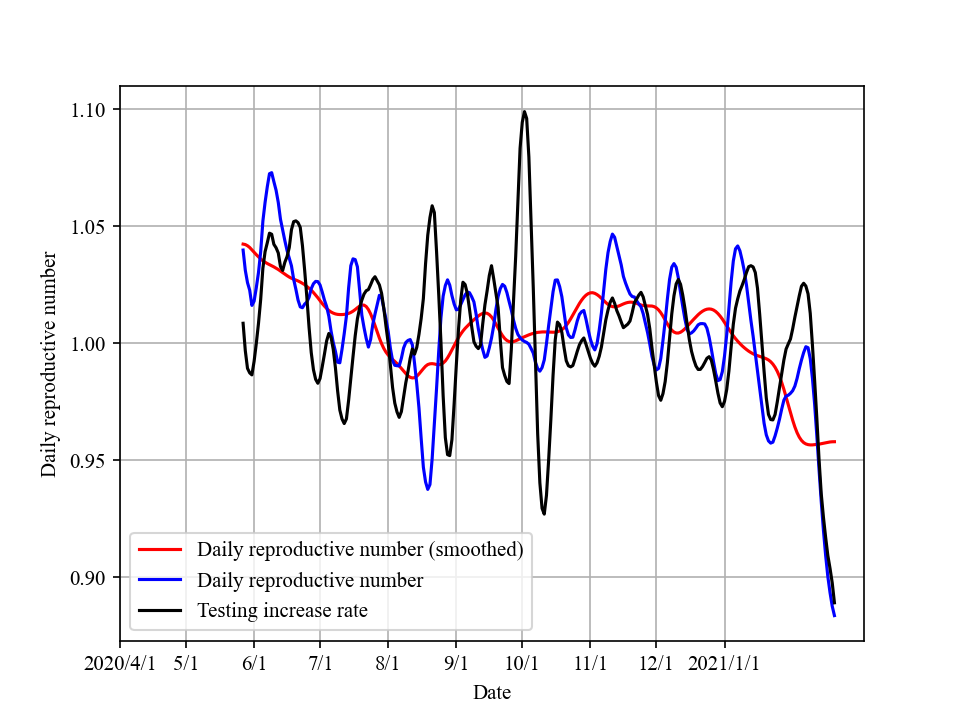 1.10
1.05
1.00
0.95
0.90
Daily reproductive number
Daily reproductive number (smoothed)
Daily reproductive number
Testing increase rate
2020/4/1 5/1 6/1 7/1 8/1 9/1 10/1 11/1 12/1 2021/1/1
Date